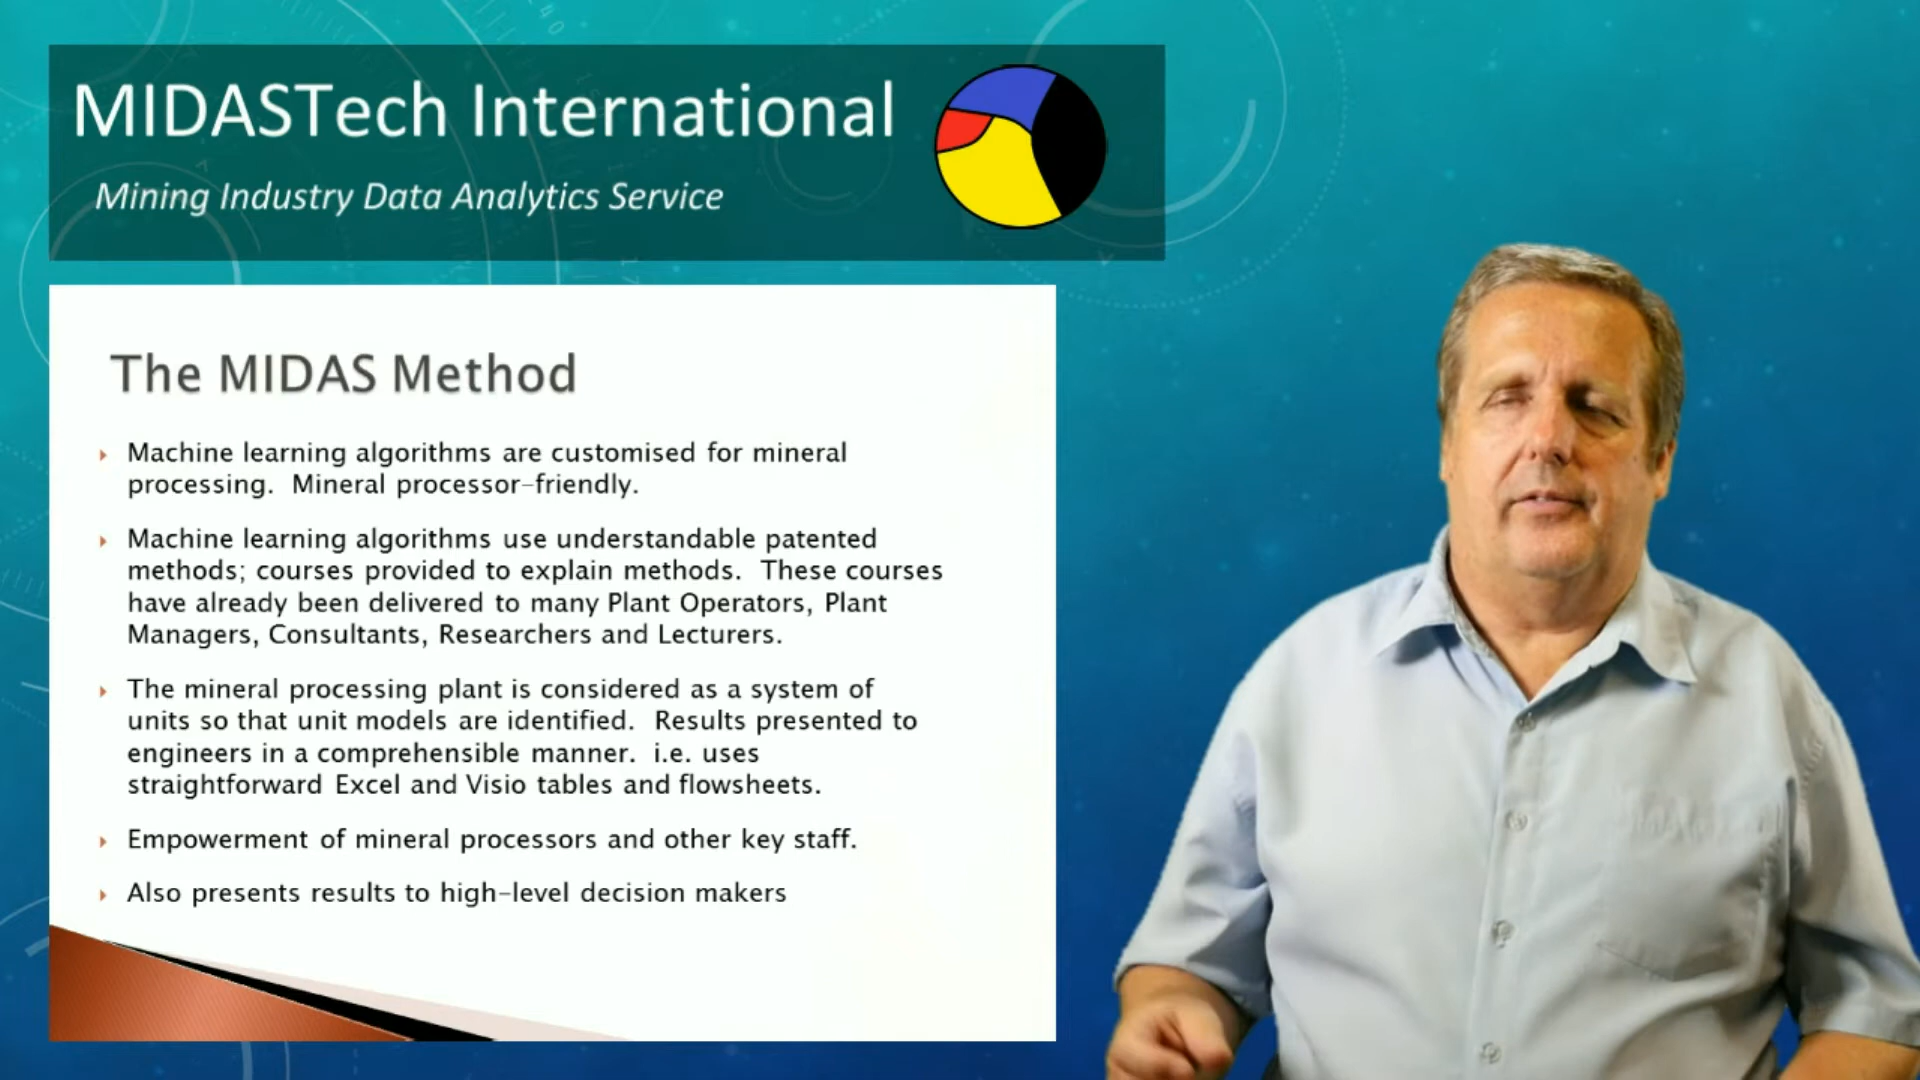 MIDASTech International
Mining Industry Data Analytics Service
The MIDAS Method
Machine learning algorithms are customised for mineral
processing.  Mineral processor-friendly.
Machine learning algorithms use understandable patented
methods; courses provided to explain methods.  These courses
have already been delivered to many Plant Operators, Plant
Managers, Consultants, Researchers and Lecturers.
The mineral processing plant is considered as a system of
units so that unit models are identified.  Results presented to
engineers in a comprehensible manner.  i.e. uses
straightforward Excel and Visio tables and flowsheets.
Empowerment of mineral processors and other key staff.
Also presents results to high-level decision makers